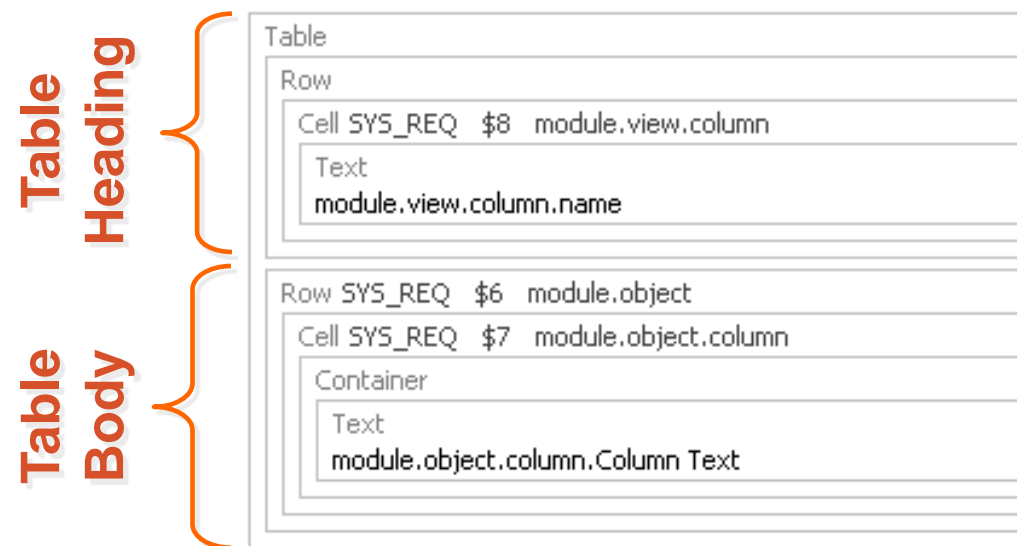 Table
Heading
Table
Row
Cell SYS_REQ $8 module.view.column
Text
module.view.column.name
Table
Body
Row SYS_REQ $6 module.object
Cell SYS_REQ $7 module.object.column
Container
Text
module.object.column.Column Text